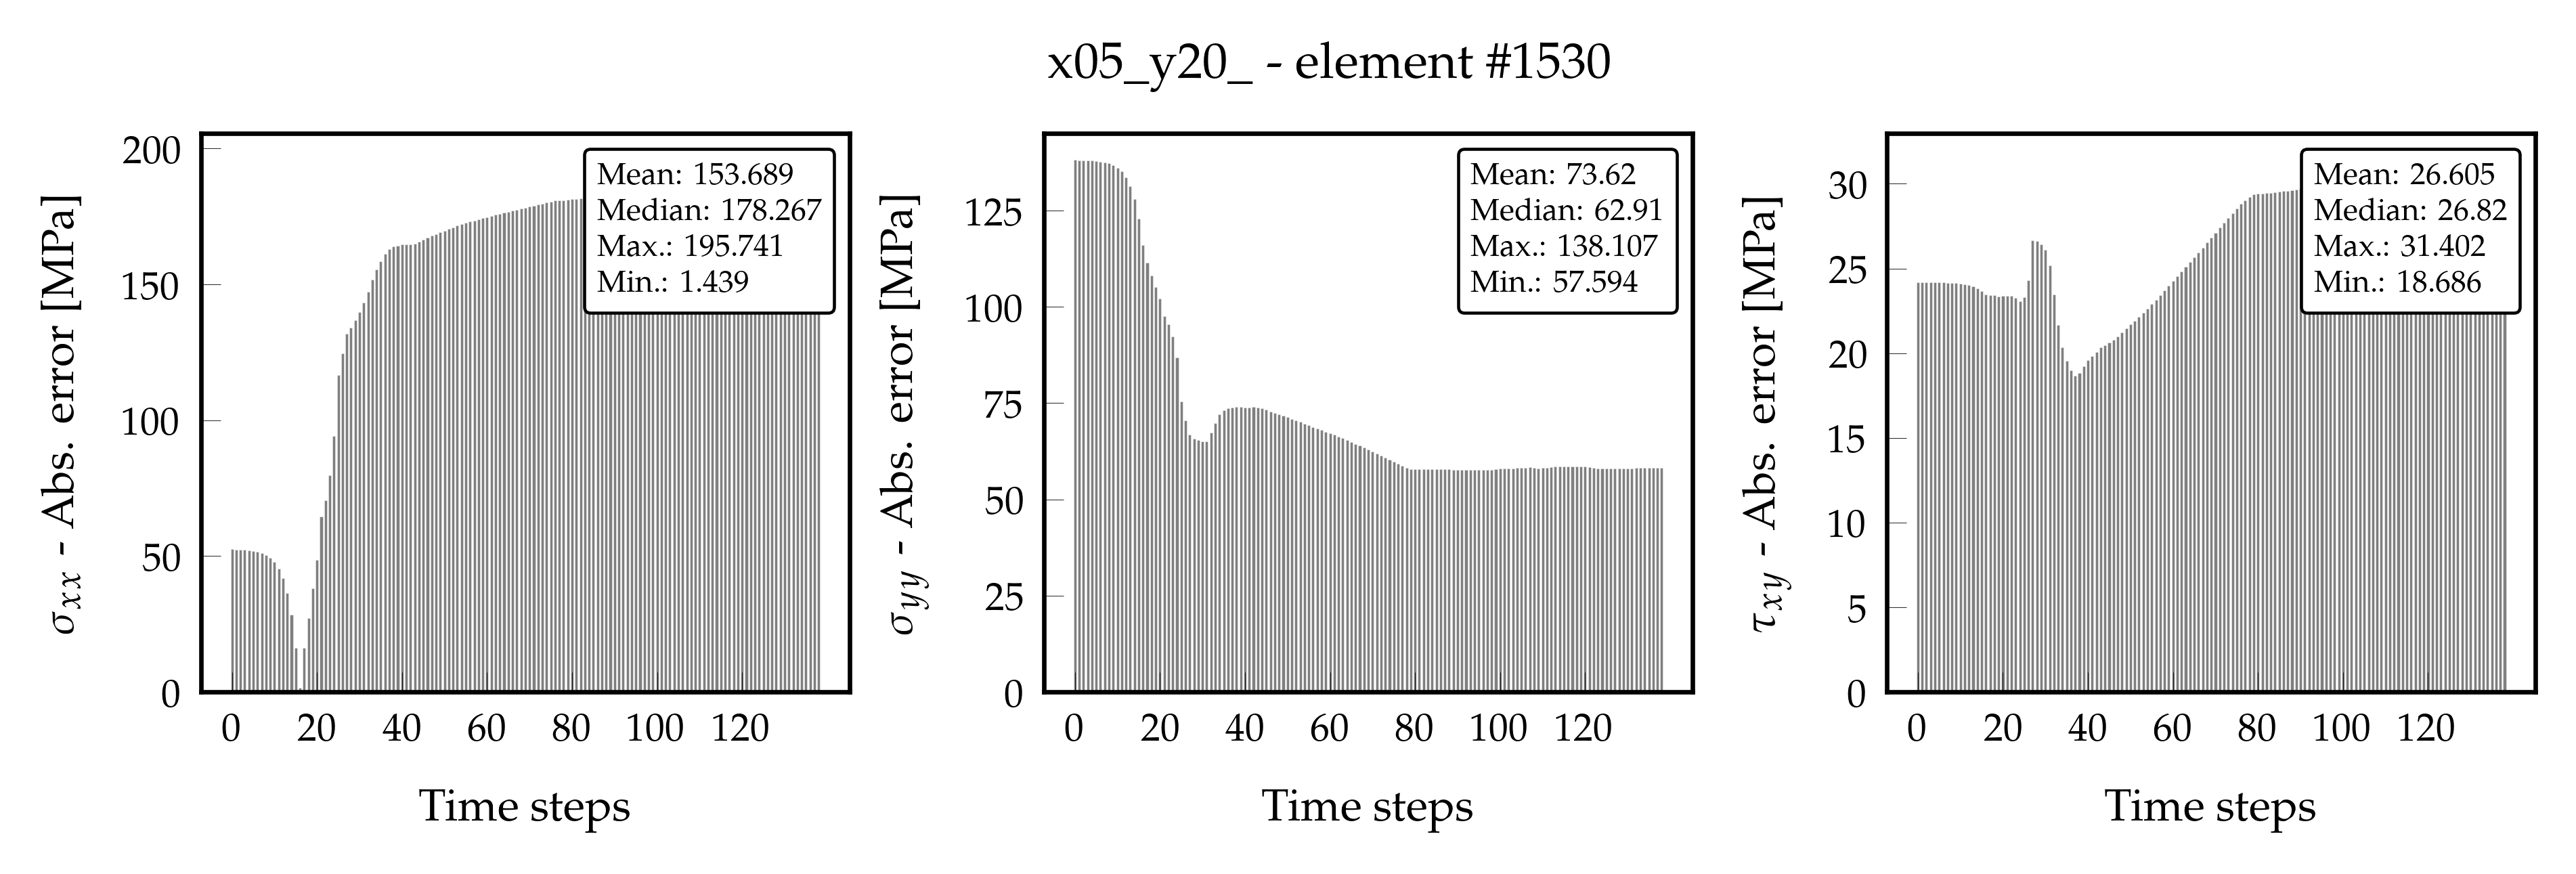 x05_y20_ - element #1530
σxx - Abs. error [MPa]
200
150
100
50
0
Mean: 153.689
Median: 178.267
Max.: 195.741
Min.: 1.439
0 20 40 60 80 100 120
Time steps
σyy - Abs. error [MPa]
125
100
75
50
25
0
Mean: 73.62
Median: 62.91
Max.: 138.107
Min.: 57.594
0 20 40 60 80 100 120
Time steps
τxy - Abs. error [MPa]
30
25
20
15
10
5
0
Mean: 26.605
Median: 26.82
Max.: 31.402
Min.: 18.686
0 20 40 60 80 100 120
Time steps